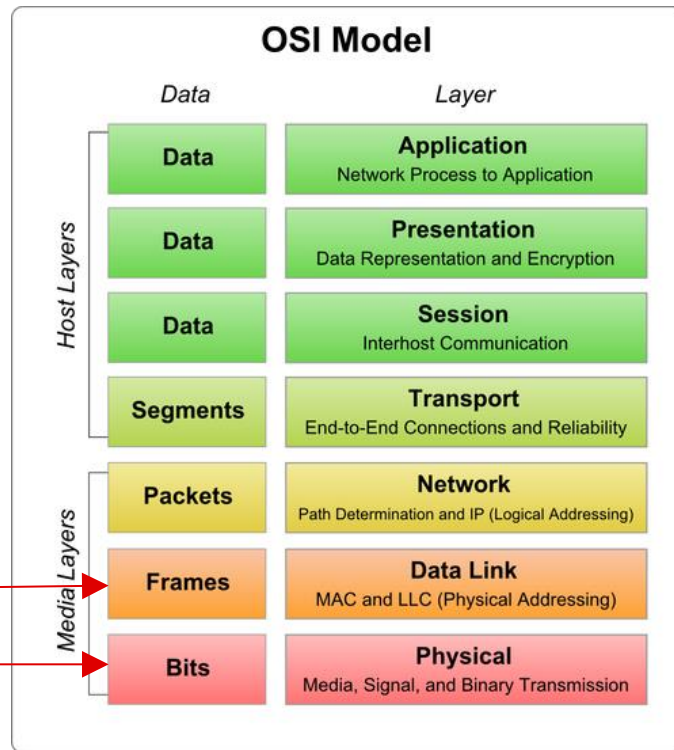 OSI Model
Data Layer
Host Layers
Data
Application
Network Process to Application
Data
Presentation
Data Representation and Encryption
Data
Session
Interhost Communication
Segments
Transport
End-to-End Connections and Reliability
Media Layers
Packets
Network
Path Determination and IP (Logical Addressing)
Frames
Data Link
MAC and LLC (Physical Addressing)
Bits
Physical
Media, Signal, and Binary Transmission